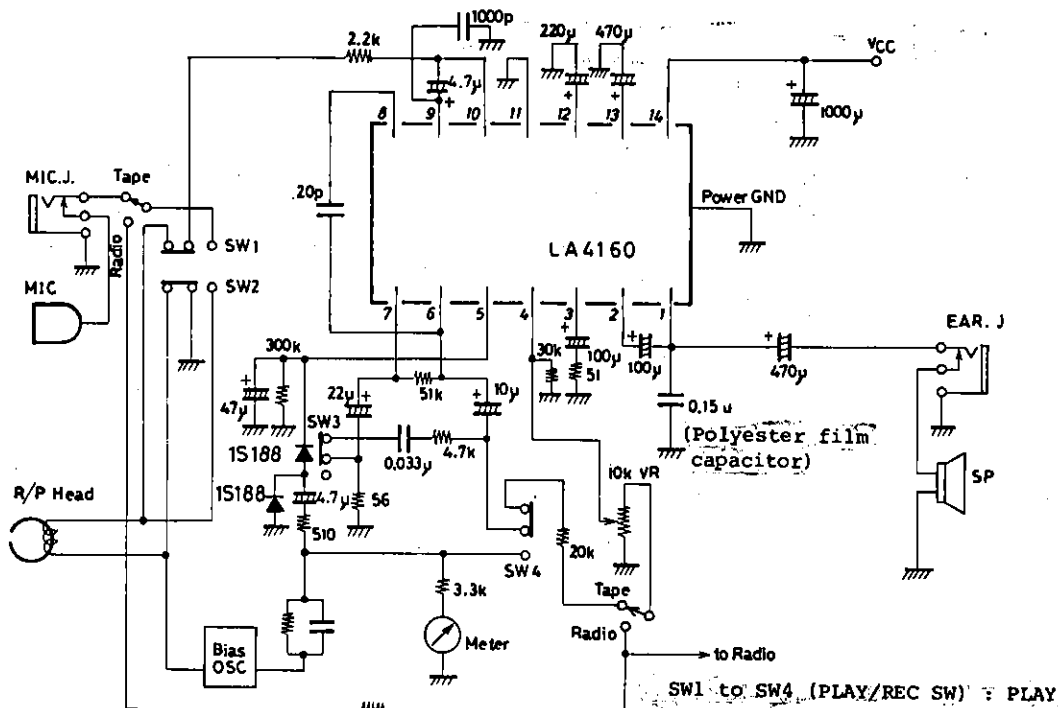 1000p
2.2k
220μ
470μ
VCC
4.7μ
+
+
+
+
1000μ
8
9
10
11
12
13
14
MIC.J.
Tape
20p
Power GND
Radio
SW1
LA4160
MIC
SW2
7
6
5
4
3
2
1
EAR. J
300k
30k
100μ
51
100μ
470μ
51k
10μ
22μ
47μ
SW3
0.15μ
(Polyester film
capacitor)
1S188
0.033μ
4.7k
10k VR
1S188
4.7μ
56
SP
R/P Head
510
20k
SW4
3.3k
Tape
Radio
Meter
Bias
OSC
to Radio
SW1 to SW4 (PLAY/REC SW) : PLAY